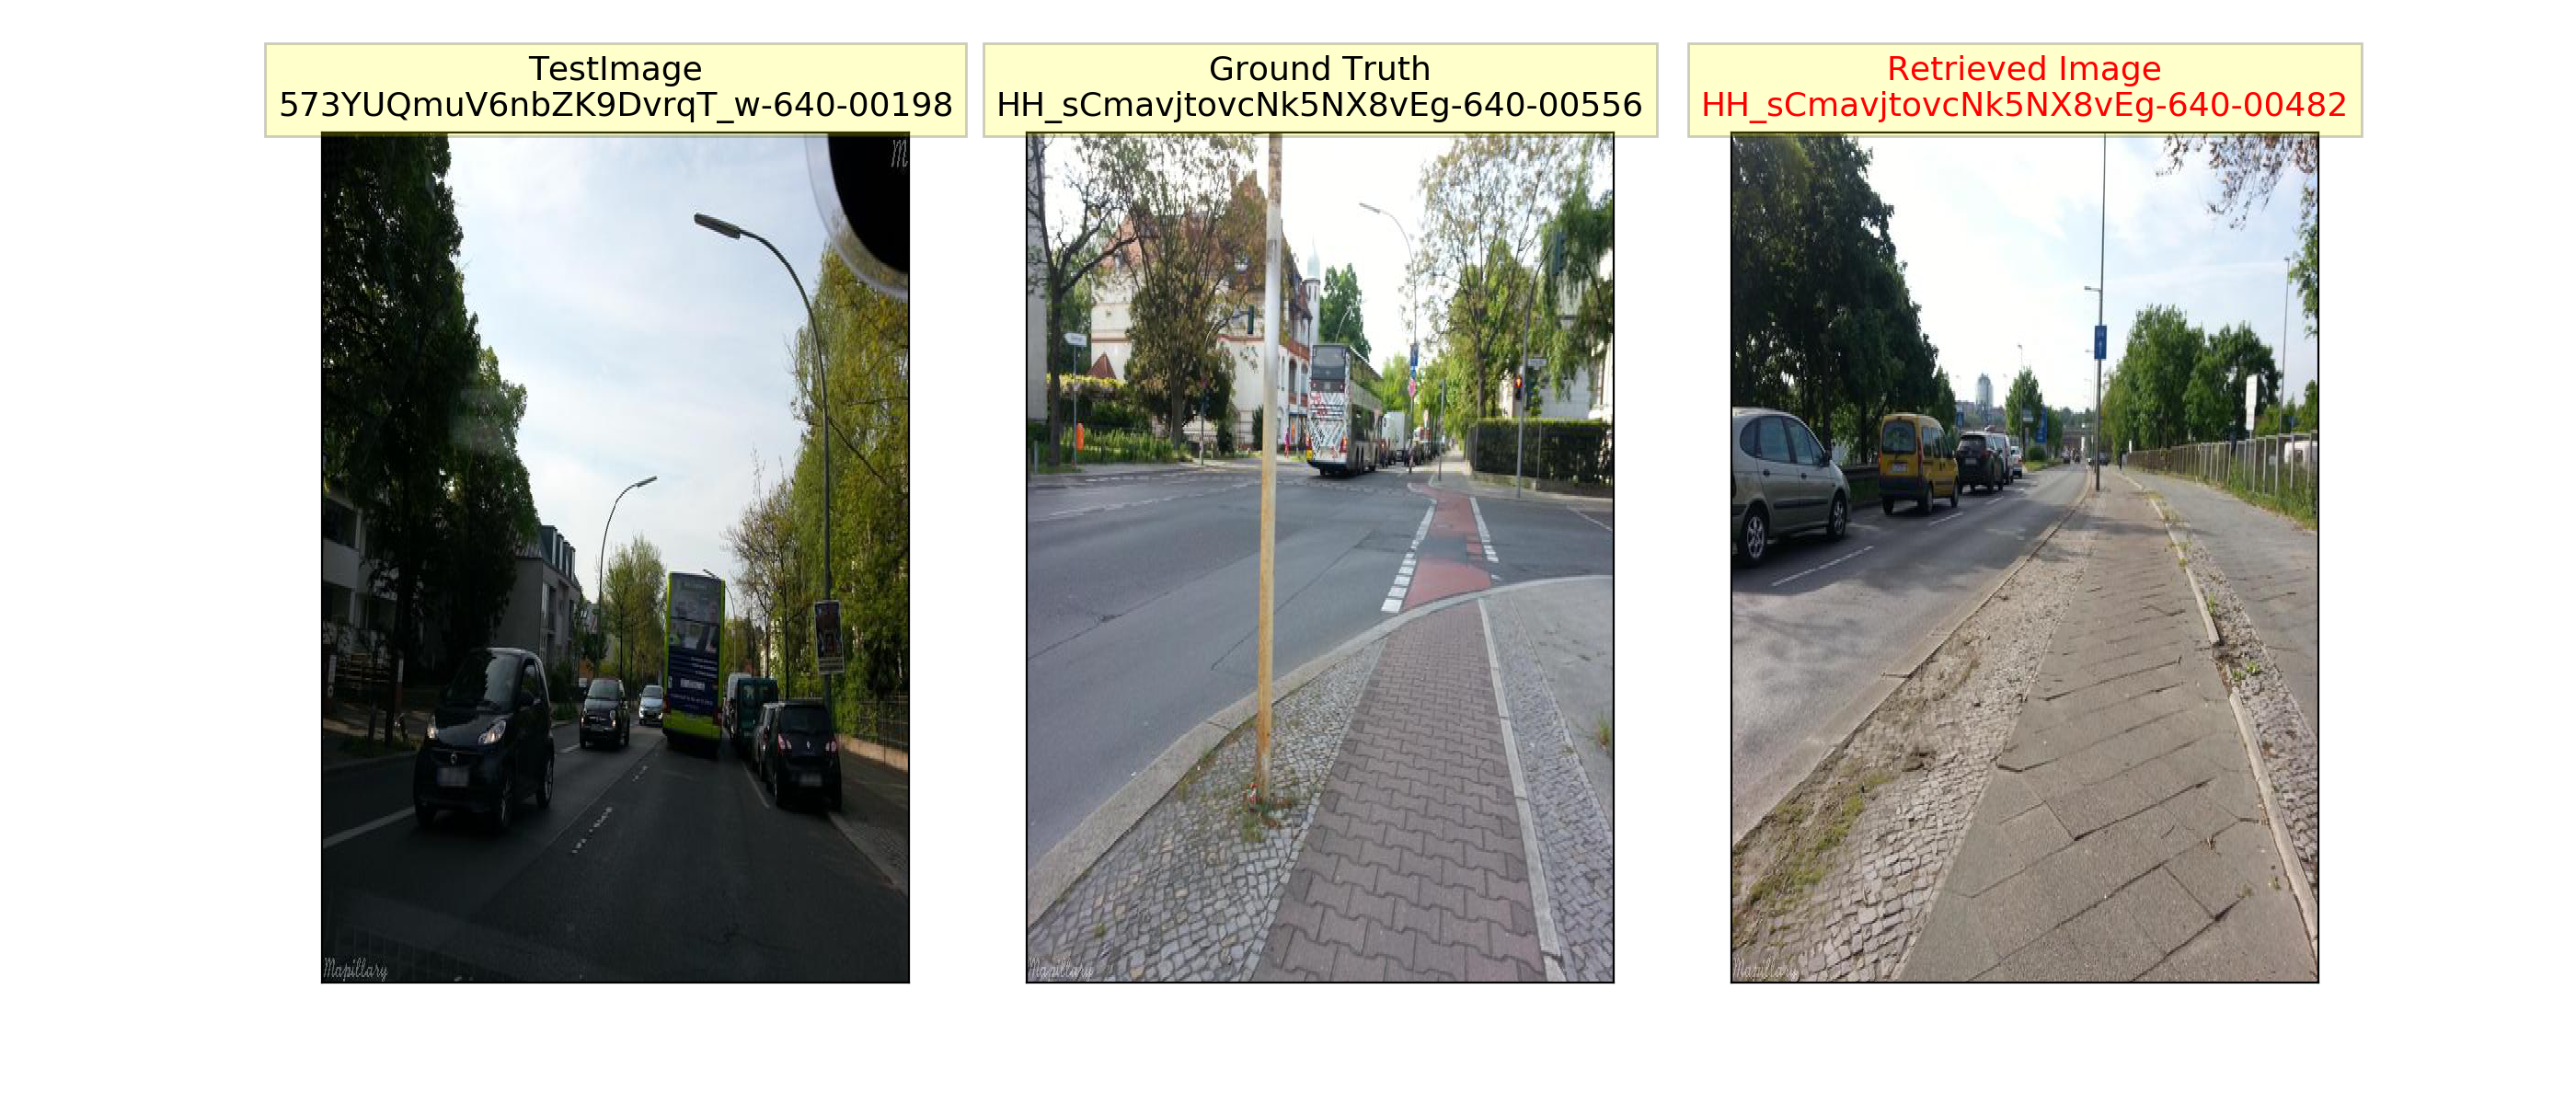 TestImage
573YUQmuV6nbZK9DvrqT_w-640-00198
Ground Truth
HH_sCmavjtovcNk5NX8vEg-640-00556
Retrieved Image
HH_sCmavjtovcNk5NX8vEg-640-00482
M
Mapillary
Mapillary
Mapillary